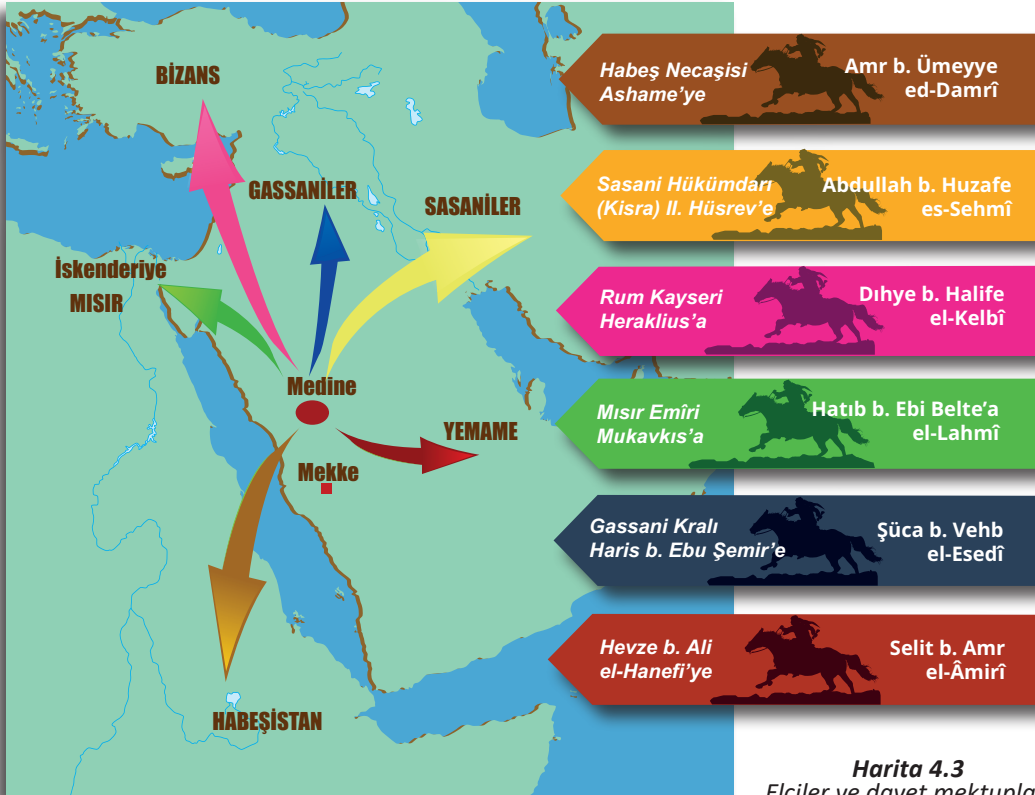 BİZANS
GASSANİLER
SASANİLER
İskenderiye
MISIR
Medine
YEMAME
Mekke
HABEŞİSTAN
Habeş Necaşisi
Ashame’ye
Amr b. Ümeyye
ed-Damrî
Sasani Hükümdarı
(Kisra) II. Hüsrev’e
Abdullah b. Huzafe
es-Sehmî
Rum Kayseri
Heraklius’a
Dıhye b. Halife
el-Kelbî
Mısır Emîri
Mukavkıs’a
Hatıb b. Ebi Belte’a
el-Lahmî
Gassani Kralı
Haris b. Ebu Şemir’e
Şüca b. Vehb
el-Esedî
Hevze b. Ali
el-Hanefi’ye
Selit b. Amr
el-Âmirî
Harita 4.3
Elçiler ve davet